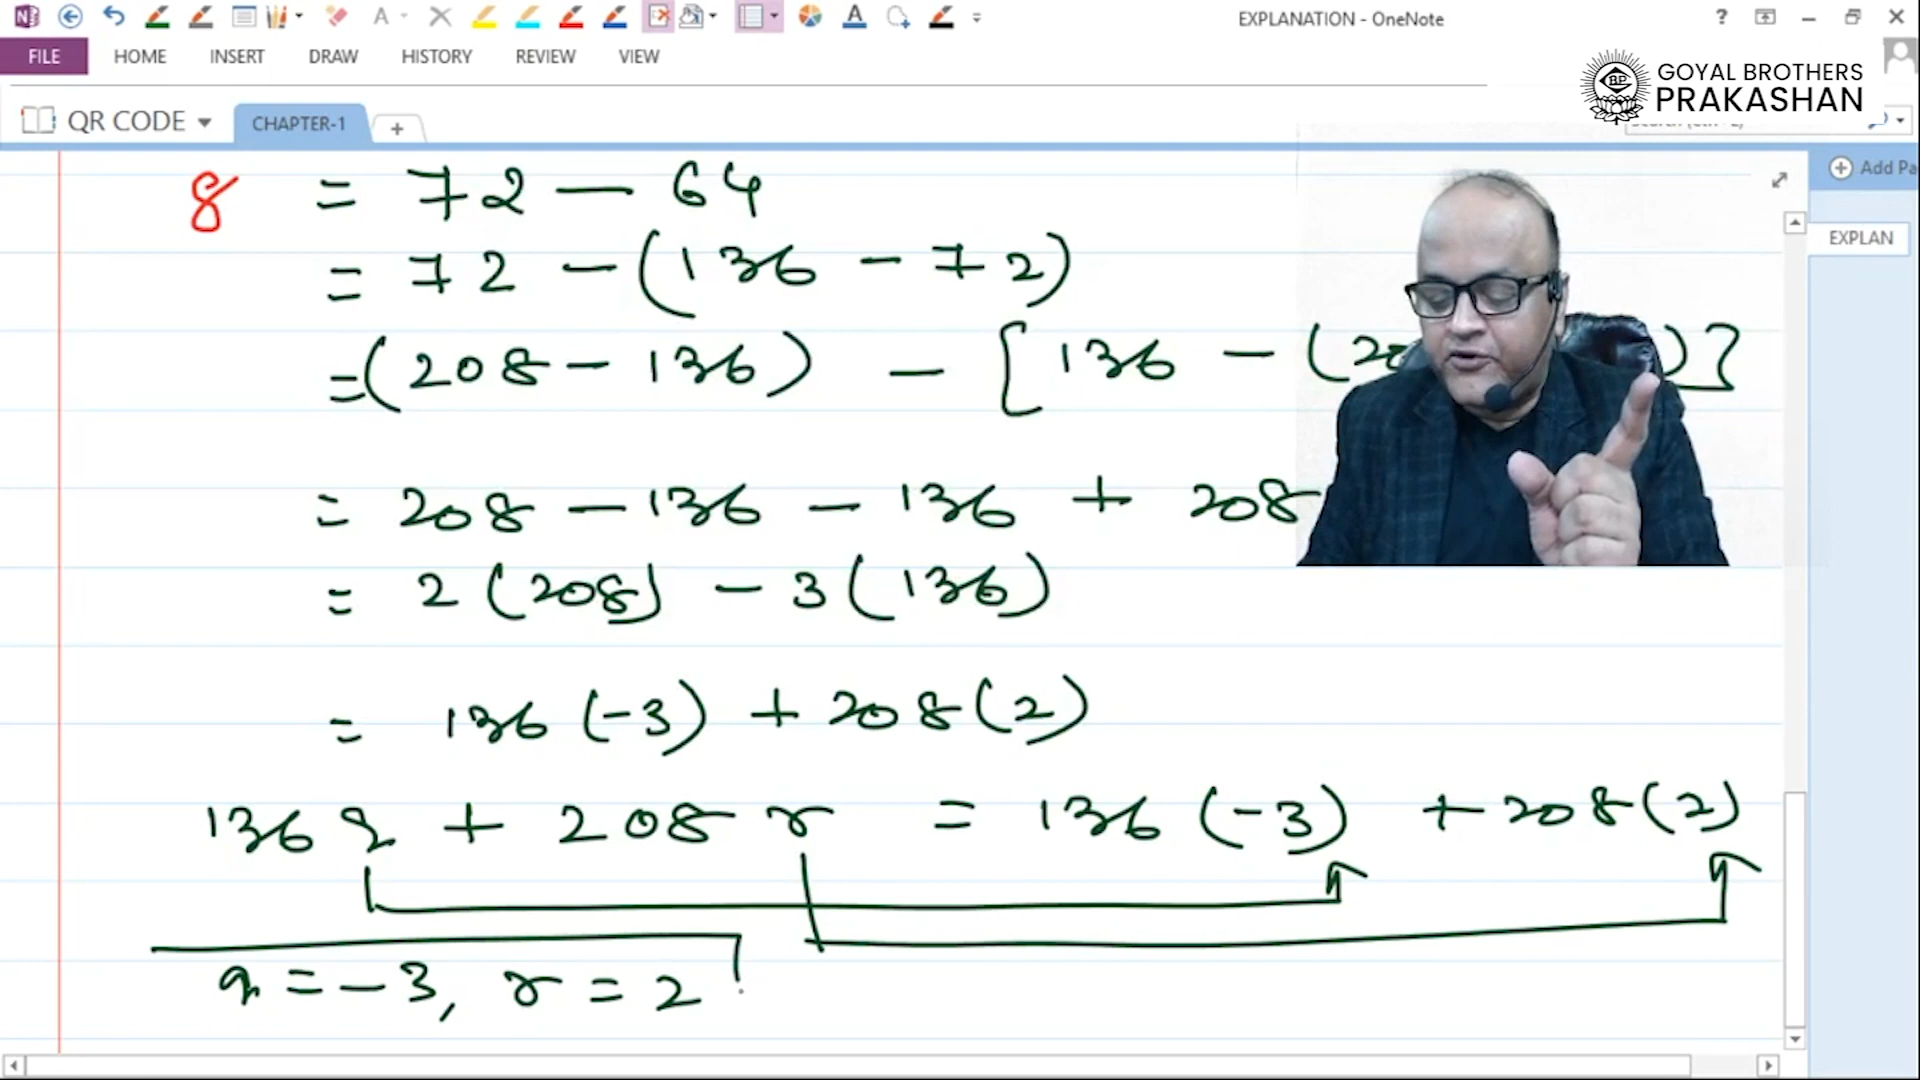 EXPLANATION - OneNote
FILE HOME INSERT DRAW HISTORY REVIEW VIEW
BP GOYAL BROTHERS
PRAKASHAN
QR CODE CHAPTER-1 +
Add Pa
EXPLAN
8 = 72 - 64
= 72 - (136 - 72)
= (208 - 136) - [136 - (20 )]
= 208 - 136 - 136 + 208
= 2(208) - 3(136)
= 136(-3) + 208(2)
136q + 208r = 136(-3) + 208(2)
q = -3, r = 2